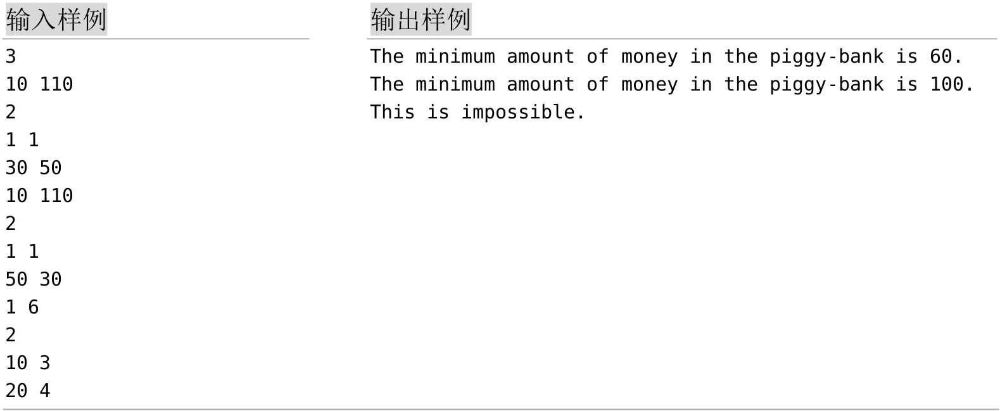 输入样例
3
10 110
2
1 1
30 50
10 110
2
1 1
50 30
1 6
2
10 3
20 4
输出样例
The minimum amount of money in the piggy-bank is 60.
The minimum amount of money in the piggy-bank is 100.
This is impossible.